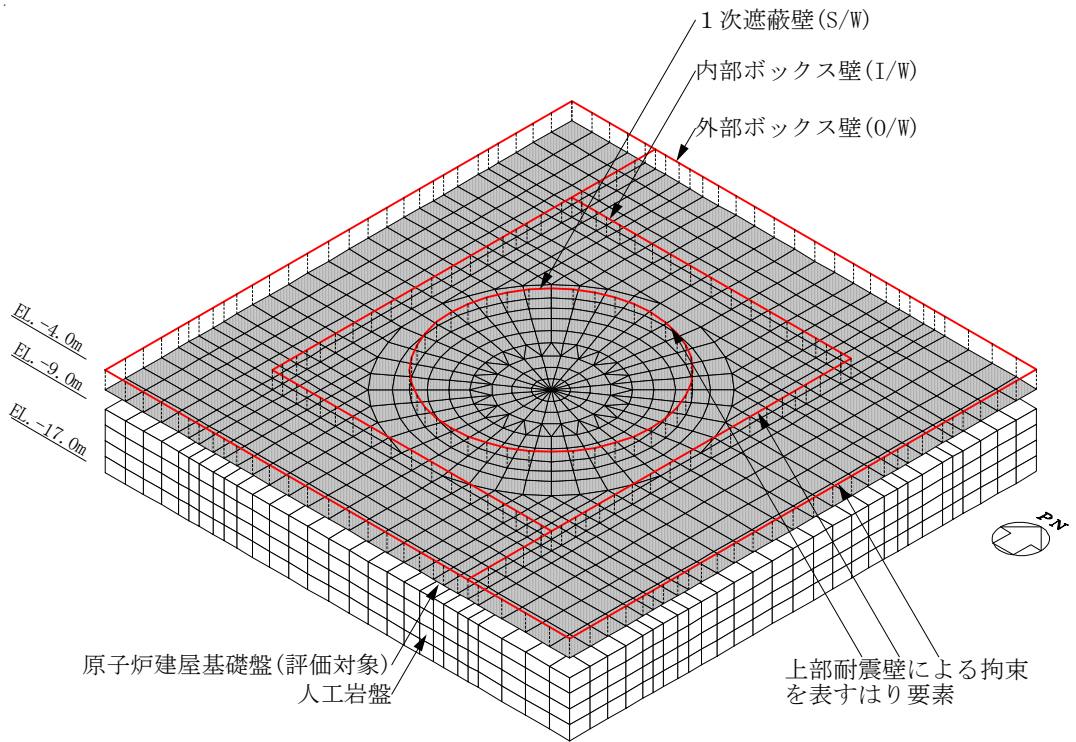 １次遮蔽壁(S/W)
内部ボックス壁(I/W)
外部ボックス壁(O/W)
EL.-4.0m
EL.-9.0m
EL.-17.0m
PN
原子炉建屋基礎盤(評価対象)
人工岩盤
上部耐震壁による拘束
を表すはり要素